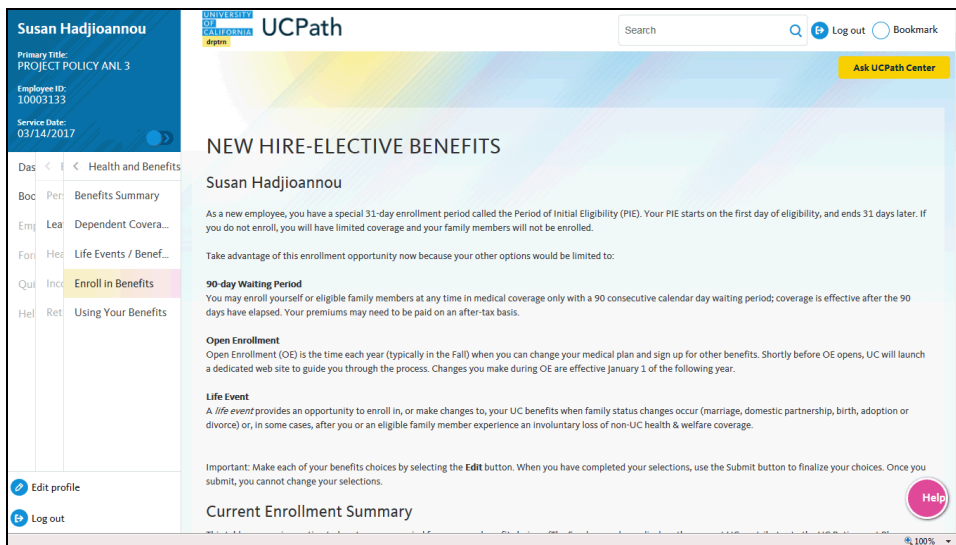 Susan Hadjioannou
Primary Title:
PROJECT POLICY ANL 3
Employee ID:
10003133
Service Date:
03/14/2017
Das
Boo
Emp
For
Qui
Hel
Per
Lea
Hea
Inco
Ret
Health and Benefits
Benefits Summary
Dependent Covera...
Life Events / Benef...
Enroll in Benefits
Using Your Benefits
Edit profile
Log out
UNIVERSITY
OF
CALIFORNIA
drptrn
UCPath
Search
Log out
Bookmark
Ask UCPath Center
NEW HIRE-ELECTIVE BENEFITS
Susan Hadjioannou
As a new employee, you have a special 31-day enrollment period called the Period of Initial Eligibility (PIE). Your PIE starts on the first day of eligibility, and ends 31 days later. If
you do not enroll, you will have limited coverage and your family members will not be enrolled.
Take advantage of this enrollment opportunity now because your other options would be limited to:
90-day Waiting Period
You may enroll yourself or eligible family members at any time in medical coverage only with a 90 consecutive calendar day waiting period; coverage is effective after the 90
days have elapsed. Your premiums may need to be paid on an after-tax basis.
Open Enrollment
Open Enrollment (OE) is the time each year (typically in the Fall) when you can change your medical plan and sign up for other benefits. Shortly before OE opens, UC will launch
a dedicated web site to guide you through the process. Changes you make during OE are effective January 1 of the following year.
Life Event
A life event provides an opportunity to enroll in, or make changes to, your UC benefits when family status changes occur (marriage, domestic partnership, birth, adoption or
divorce) or, in some cases, after you or an eligible family member experience an involuntary loss of non-UC health & welfare coverage.
Important: Make each of your benefits choices by selecting the Edit button. When you have completed your selections, use the Submit button to finalize your choices. Once you
submit, you cannot change your selections.
Help
Current Enrollment Summary
100%